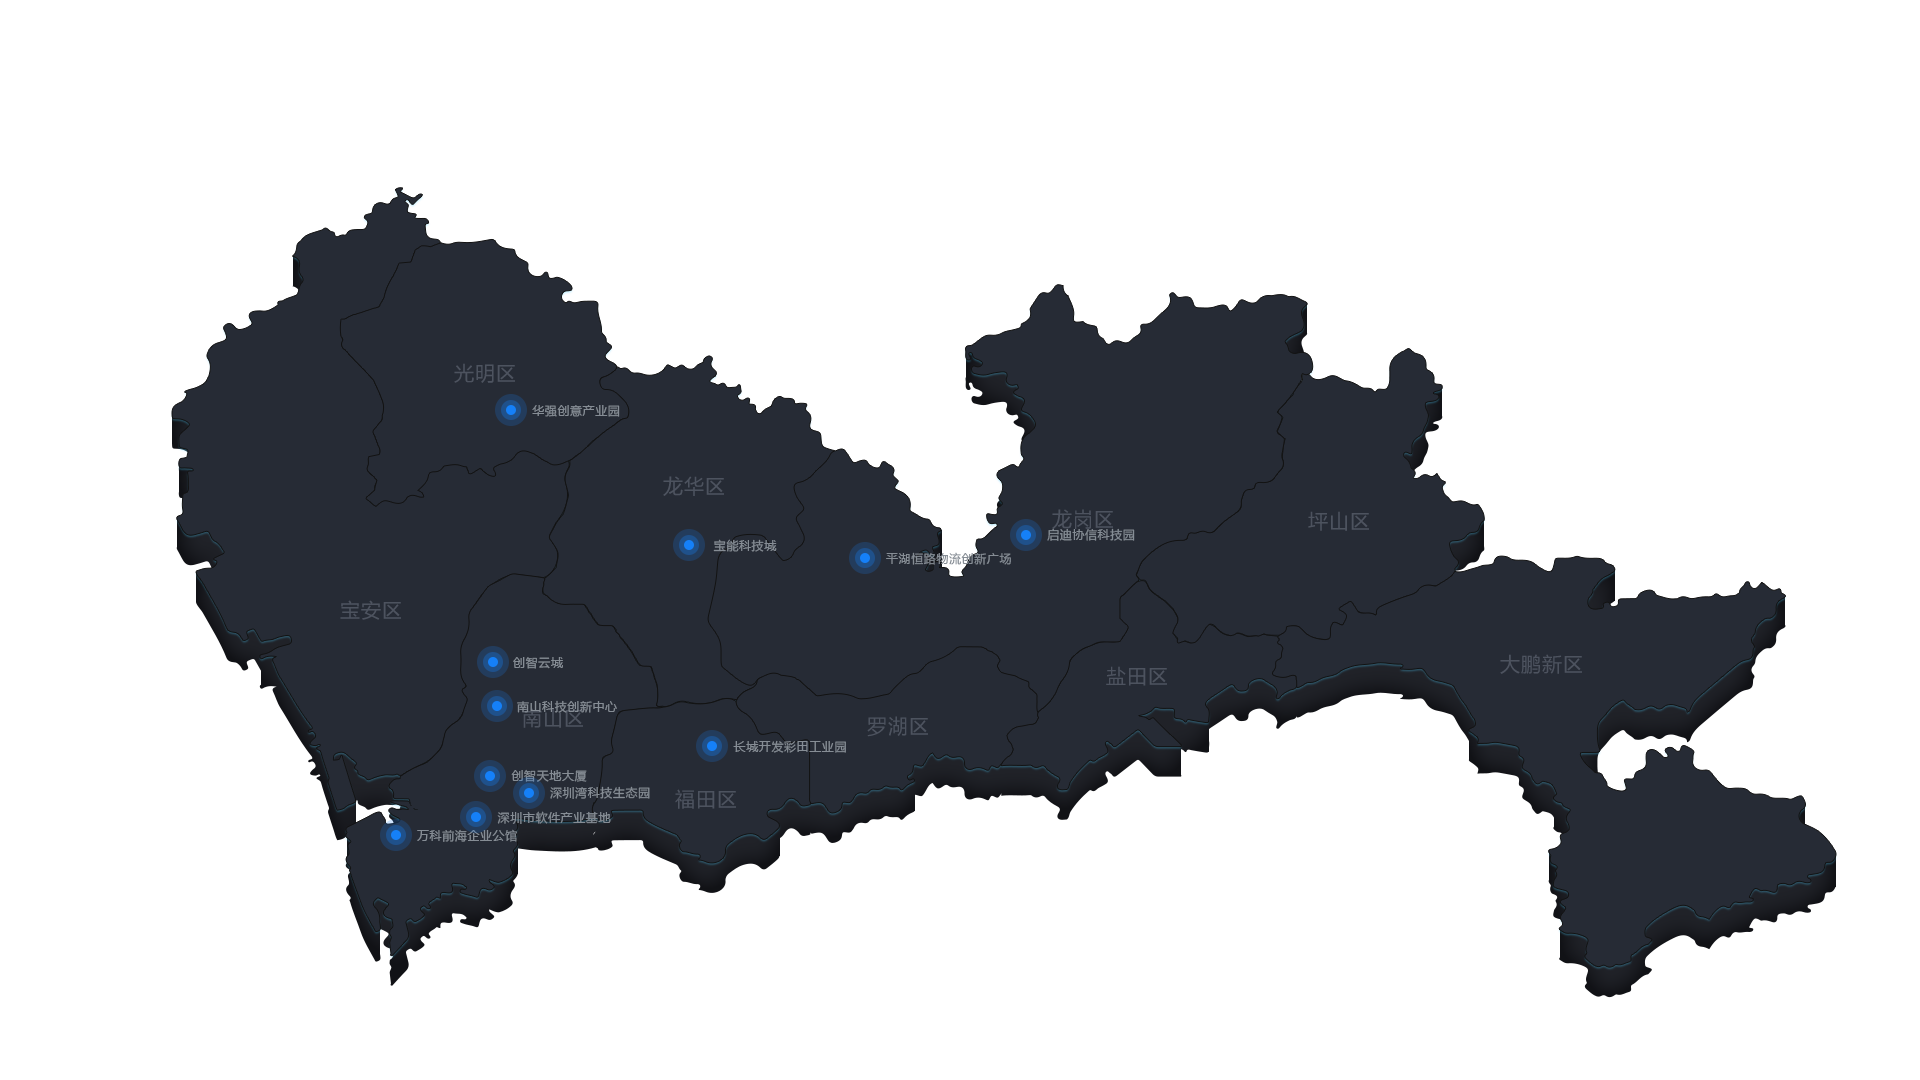 光明区
华强创意产业园
龙华区
龙岗区
坪山区
启迪协信科技园
宝能科技城
平湖恒路物流创新广场
宝安区
创智云城
大鹏新区
盐田区
南山科技创新中心
南山区
罗湖区
长城开发彩田工业园
创智天地大厦
深圳湾科技生态园
福田区
深圳市软件产业基地
万科前海企业公馆